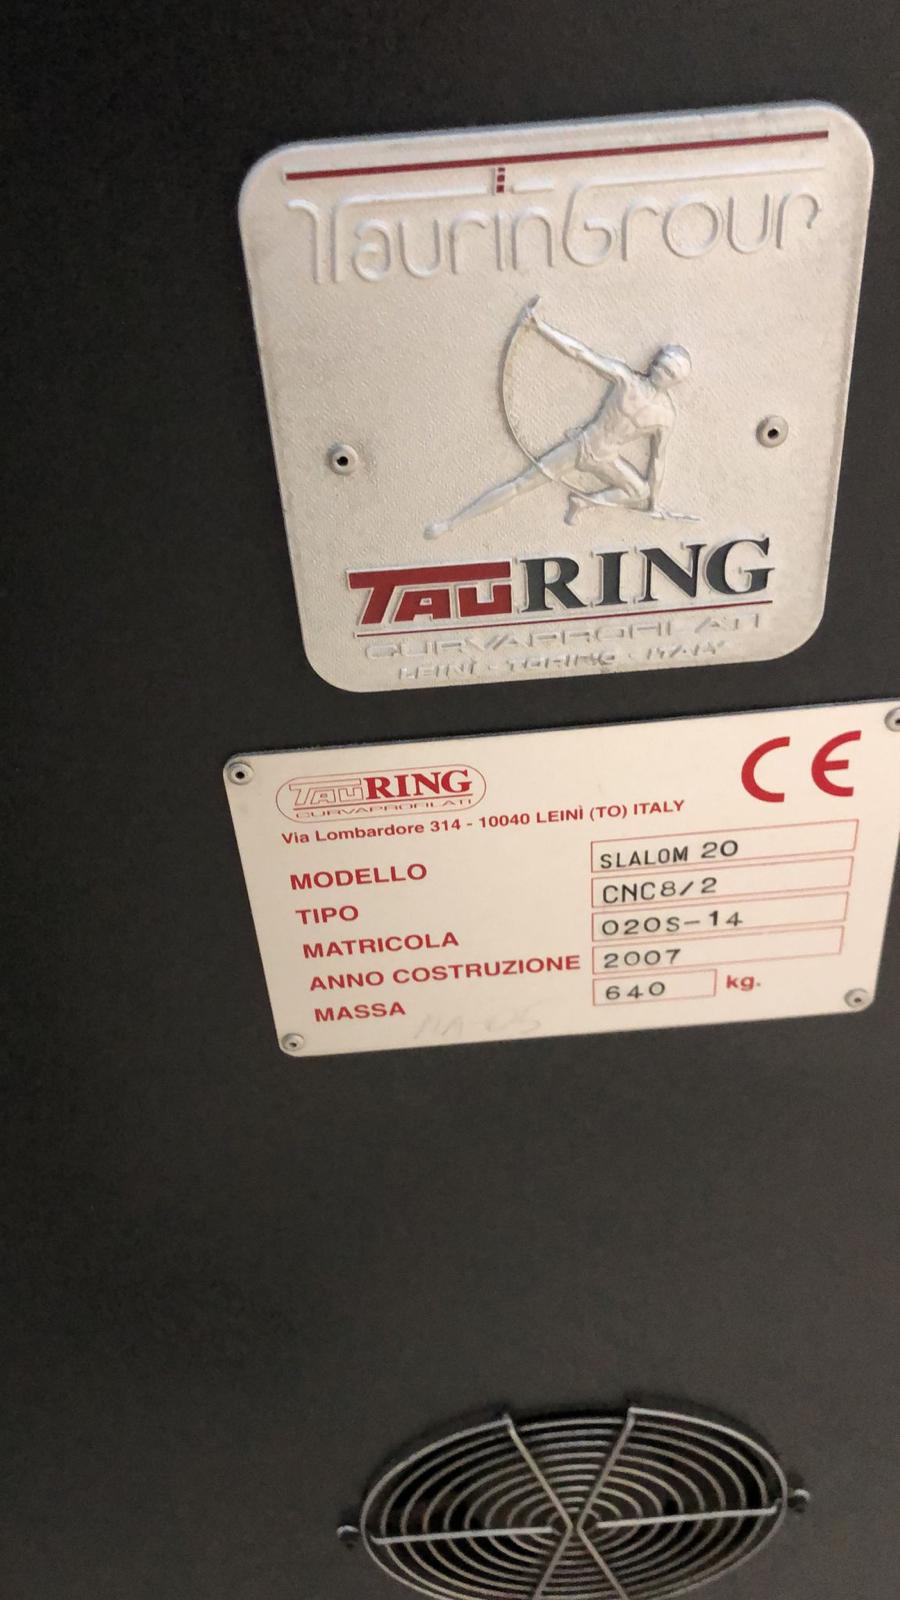 TaurinGroup
TAURING
CURVAPROFILATI
LEINÌ - TORINO - ITALY
TAURING
CURVAPROFILATI
CE
Via Lombardore 314 - 10040 LEINÌ (TO) ITALY
MODELLO SLALOM 20
TIPO CNC8/2
MATRICOLA 020S-14
ANNO COSTRUZIONE 2007
MASSA 640 kg.